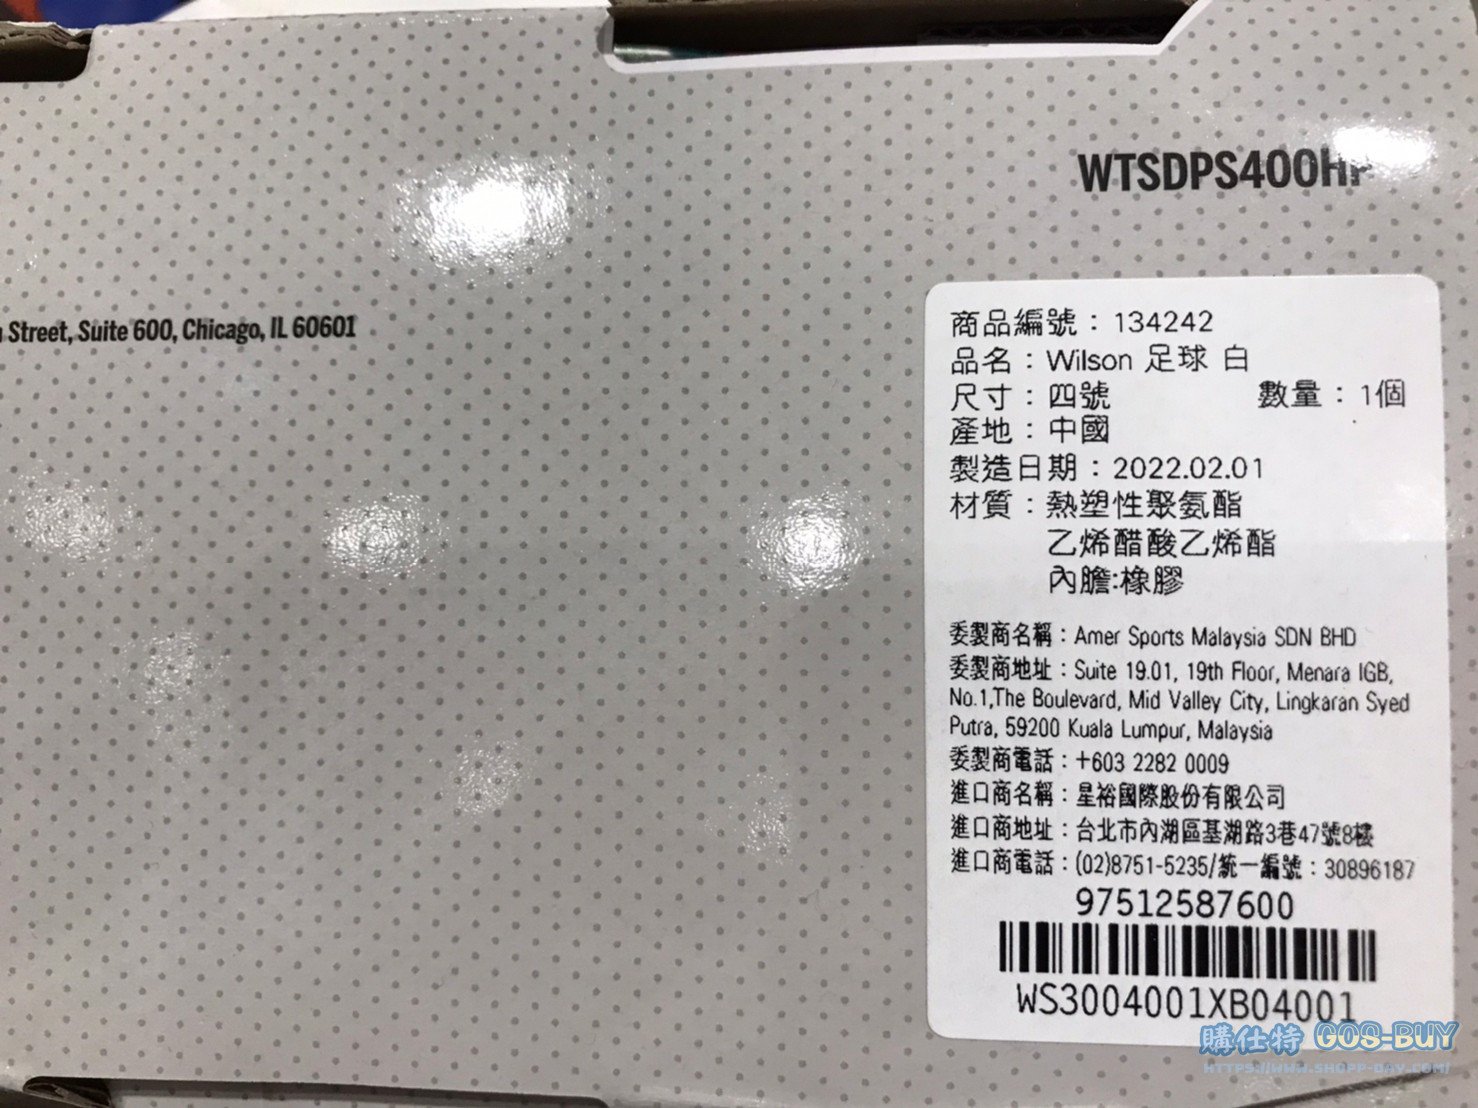 WTSDPS400H
Street, Suite 600, Chicago, IL 60601
商品編號：134242
品名：Wilson 足球 白
尺寸：四號 數量：1個
產地：中國
製造日期：2022.02.01
材質：熱塑性聚氨酯
乙烯醋酸乙烯酯
內膽:橡膠
委製商名稱：Amer Sports Malaysia SDN BHD
委製商地址：Suite 19.01, 19th Floor, Menara IGB,
No.1,The Boulevard, Mid Valley City, Lingkaran Syed
Putra, 59200 Kuala Lumpur, Malaysia
委製商電話：+603 2282 0009
進口商名稱：星裕國際股份有限公司
進口商地址：台北市內湖區基湖路3巷47號8樓
進口商電話：(02)8751-5235/統一編號：30896187
97512587600
WS3004001XB04001
購仕特 GOS-BUY
HTTPS://WWW.SHOPP-DAY.COM/